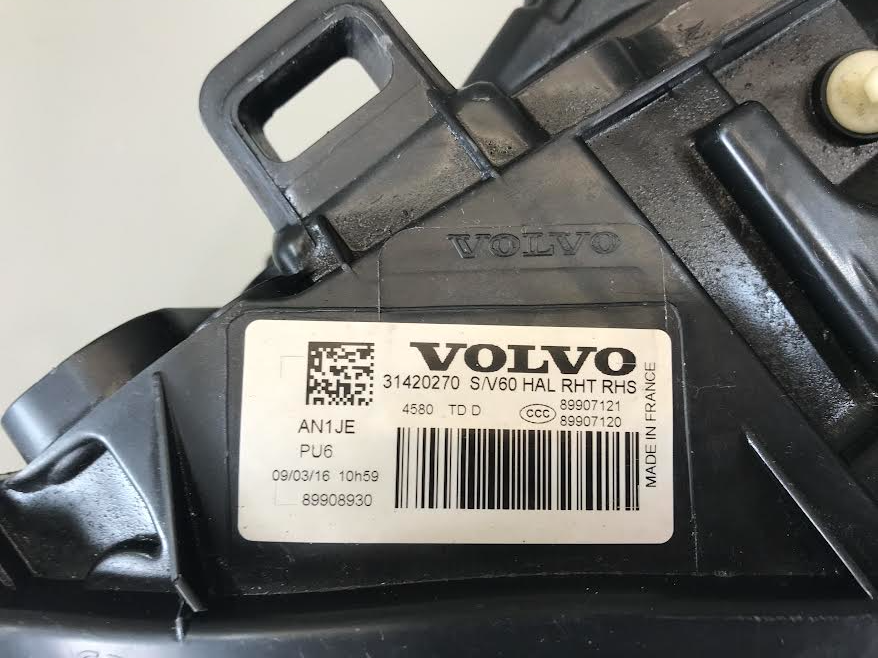 VOLVO
VOLVO
31420270 S/V60 HAL RHT RHS
4580 TD D CCC 89907121
89907120
AN1JE
PU6
09/03/16 10h59
89908930
MADE IN FRANCE